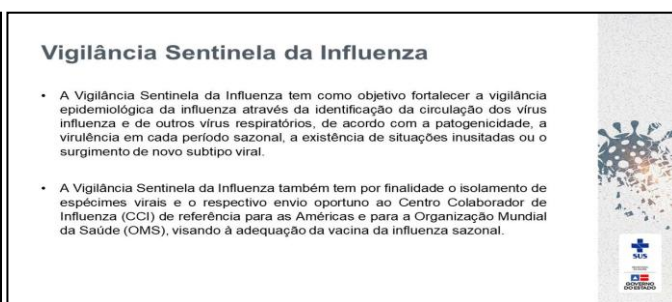 Vigilância Sentinela da Influenza
• A Vigilância Sentinela da Influenza tem como objetivo fortalecer a vigilância
epidemiológica da influenza através da identificação da circulação dos vírus
influenza e de outros vírus respiratórios, de acordo com a patogenicidade, a
virulência em cada período sazonal, a existência de situações inusitadas ou o
surgimento de novo subtipo viral.
• A Vigilância Sentinela da Influenza também tem por finalidade o isolamento de
espécimes virais e o respectivo envio oportuno ao Centro Colaborador de
Influenza (CCI) de referência para as Américas e para a Organização Mundial
da Saúde (OMS), visando à adequação da vacina da influenza sazonal.
SUS
GOVERNO
DO ESTADO